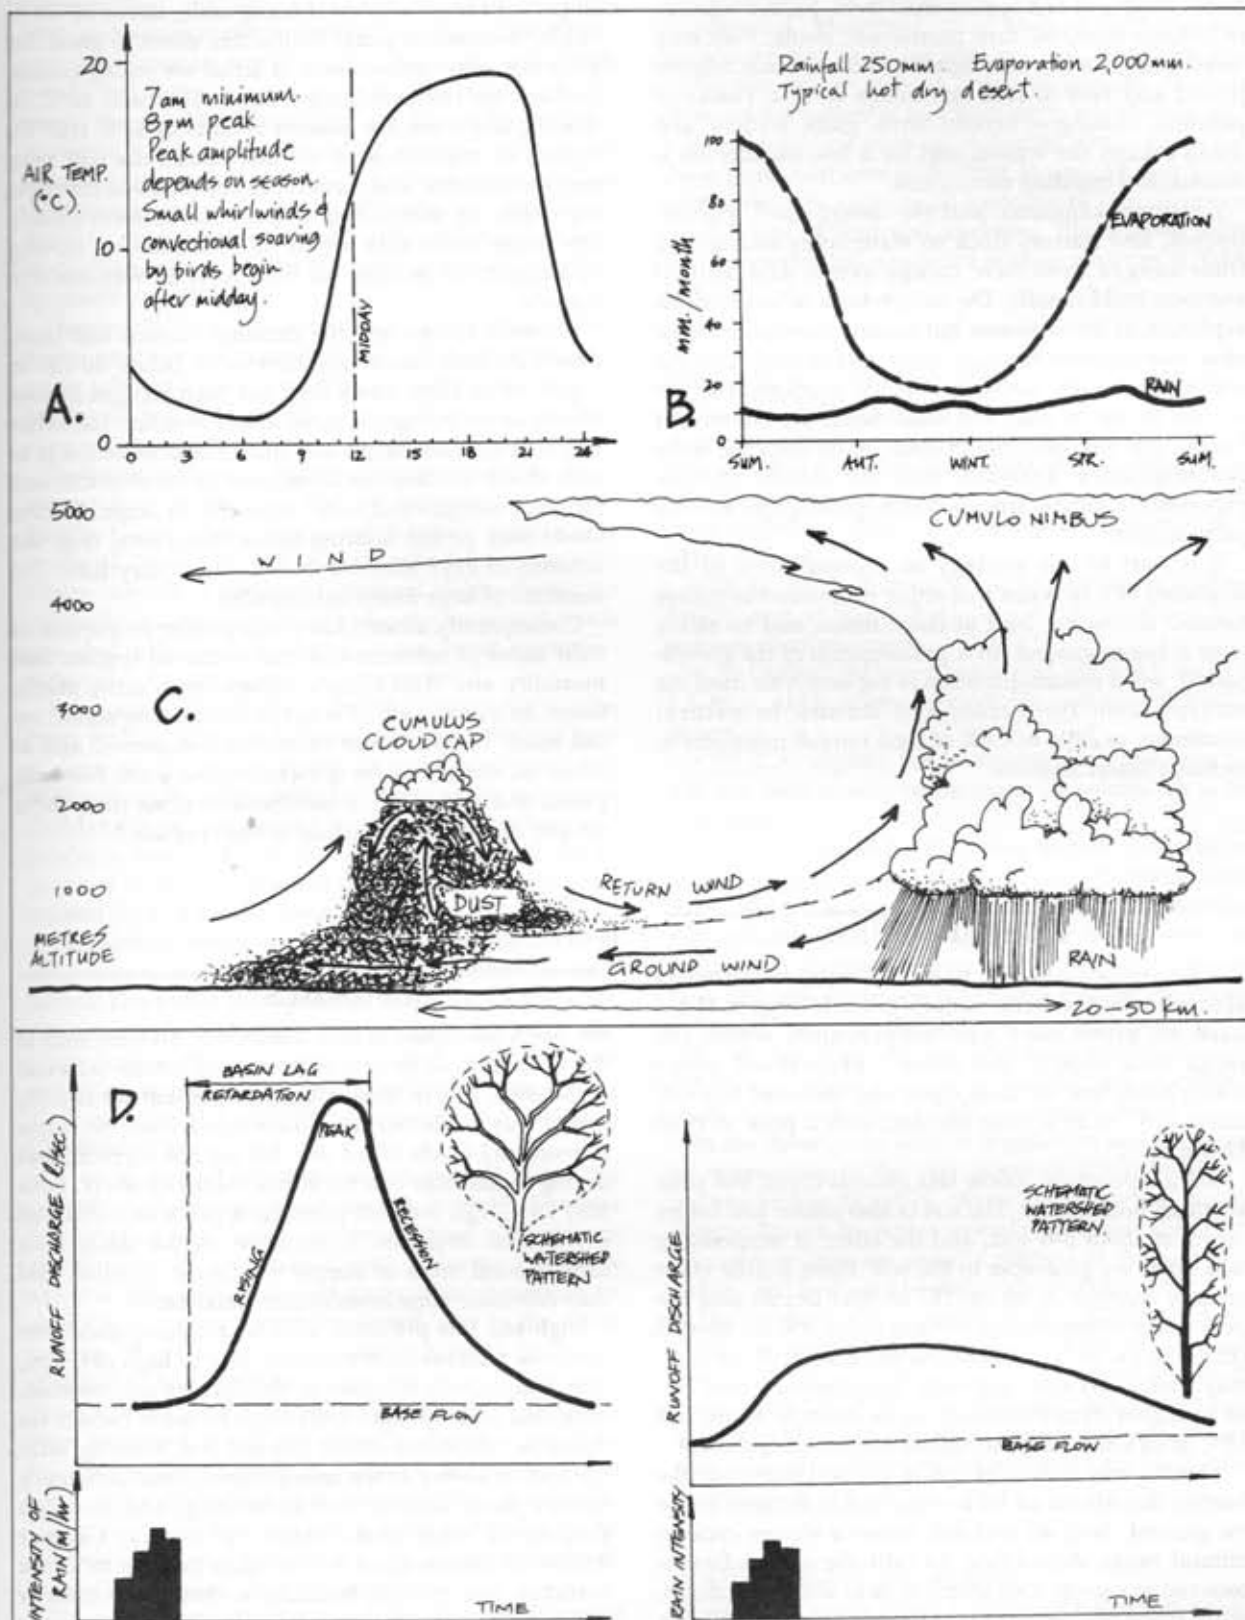 20
7am minimum.
8pm peak
Peak amplitude
depends on season.
Small whirlwinds &
convectional soaring
by birds begin
after midday.
AIR TEMP.
(°C).
10
MIDDAY
A.
0
0 3 6 9 12 15 18 21 24 26
Rainfall 250mm. Evaporation 2,000mm.
Typical hot dry desert.
100
80
60
40
20
0
mm./month
EVAPORATION
RAIN
B.
SUM. AUT. WINT. SPR. SUM.
5000
4000
3000
2000
1000
METRES
ALTITUDE
WIND
CUMULO NIMBUS
C.
CUMULUS
CLOUD CAP
DUST
RETURN WIND
GROUND WIND
RAIN
20-50 km.
D.
BASIN LAG
RETARDATION
PEAK
RISING
RECESSION
SCHEMATIC
WATERSHED
PATTERN
BASE FLOW
RUNOFF DISCHARGE (l/sec.)
INTENSITY OF
RAIN (m/hr)
TIME
RUNOFF DISCHARGE
SCHEMATIC
WATERSHED
PATTERN
BASE FLOW
RAIN INTENSITY
TIME